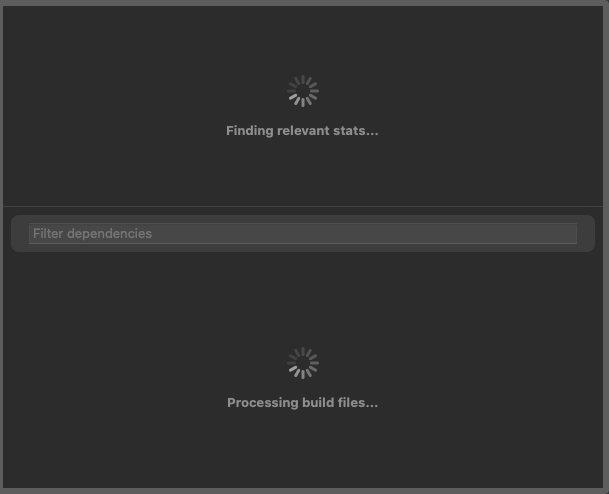 Finding relevant stats...
Filter dependencies
Processing build files...